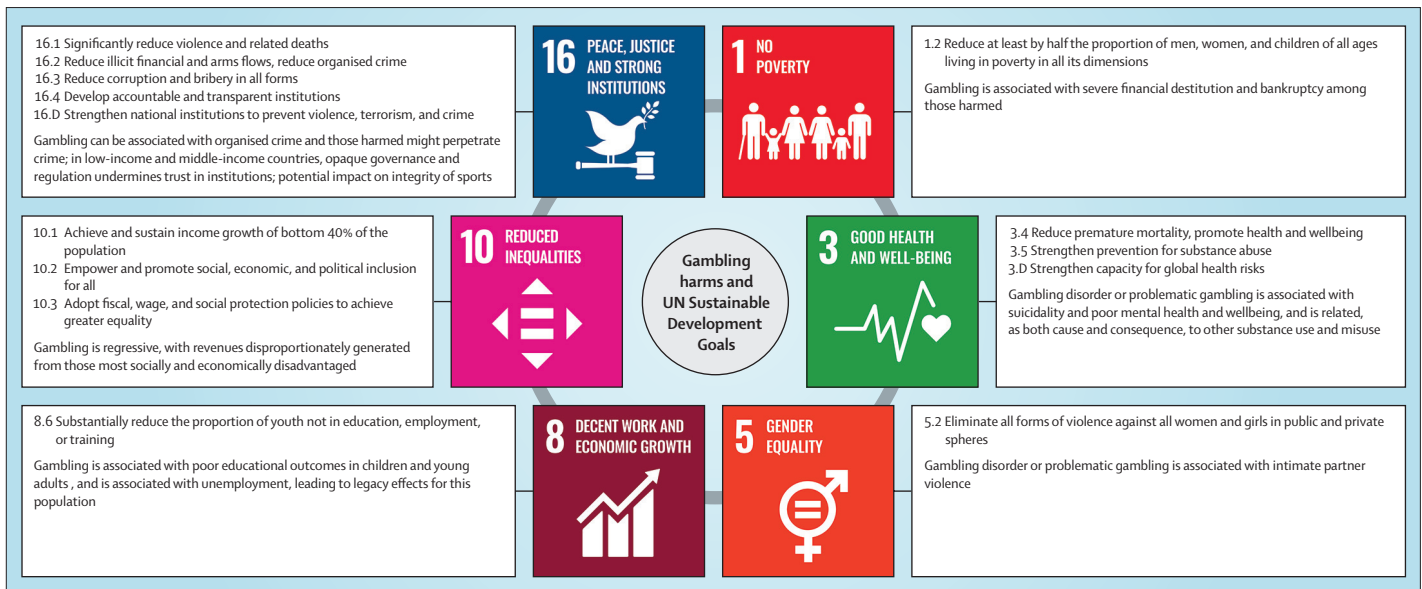 16.1 Significantly reduce violence and related deaths
16.2 Reduce illicit financial and arms flows, reduce organised crime
16.3 Reduce corruption and bribery in all forms
16.4 Develop accountable and transparent institutions
16.D Strengthen national institutions to prevent violence, terrorism, and crime
Gambling can be associated with organised crime and those harmed might perpetrate
crime; in low-income and middle-income countries, opaque governance and
regulation undermines trust in institutions; potential impact on integrity of sports
16 PEACE, JUSTICE
AND STRONG
INSTITUTIONS
1 NO
POVERTY
1.2 Reduce at least by half the proportion of men, women, and children of all ages
living in poverty in all its dimensions
Gambling is associated with severe financial destitution and bankruptcy among
those harmed
10.1 Achieve and sustain income growth of bottom 40% of the
population
10.2 Empower and promote social, economic, and political inclusion
for all
10.3 Adopt fiscal, wage, and social protection policies to achieve
greater equality
Gambling is regressive, with revenues disproportionately generated
from those most socially and economically disadvantaged
10 REDUCED
INEQUALITIES
Gambling
harms and
UN Sustainable
Development
Goals
3 GOOD HEALTH
AND WELL-BEING
3.4 Reduce premature mortality, promote health and wellbeing
3.5 Strengthen prevention for substance abuse
3.D Strengthen capacity for global health risks
Gambling disorder or problematic gambling is associated with
suicidality and poor mental health and wellbeing, and is related,
as both cause and consequence, to other substance use and misuse
8.6 Substantially reduce the proportion of youth not in education, employment,
or training
Gambling is associated with poor educational outcomes in children and young
adults , and is associated with unemployment, leading to legacy effects for this
population
8 DECENT WORK AND
ECONOMIC GROWTH
5 GENDER
EQUALITY
5.2 Eliminate all forms of violence against all women and girls in public and private
spheres
Gambling disorder or problematic gambling is associated with intimate partner
violence